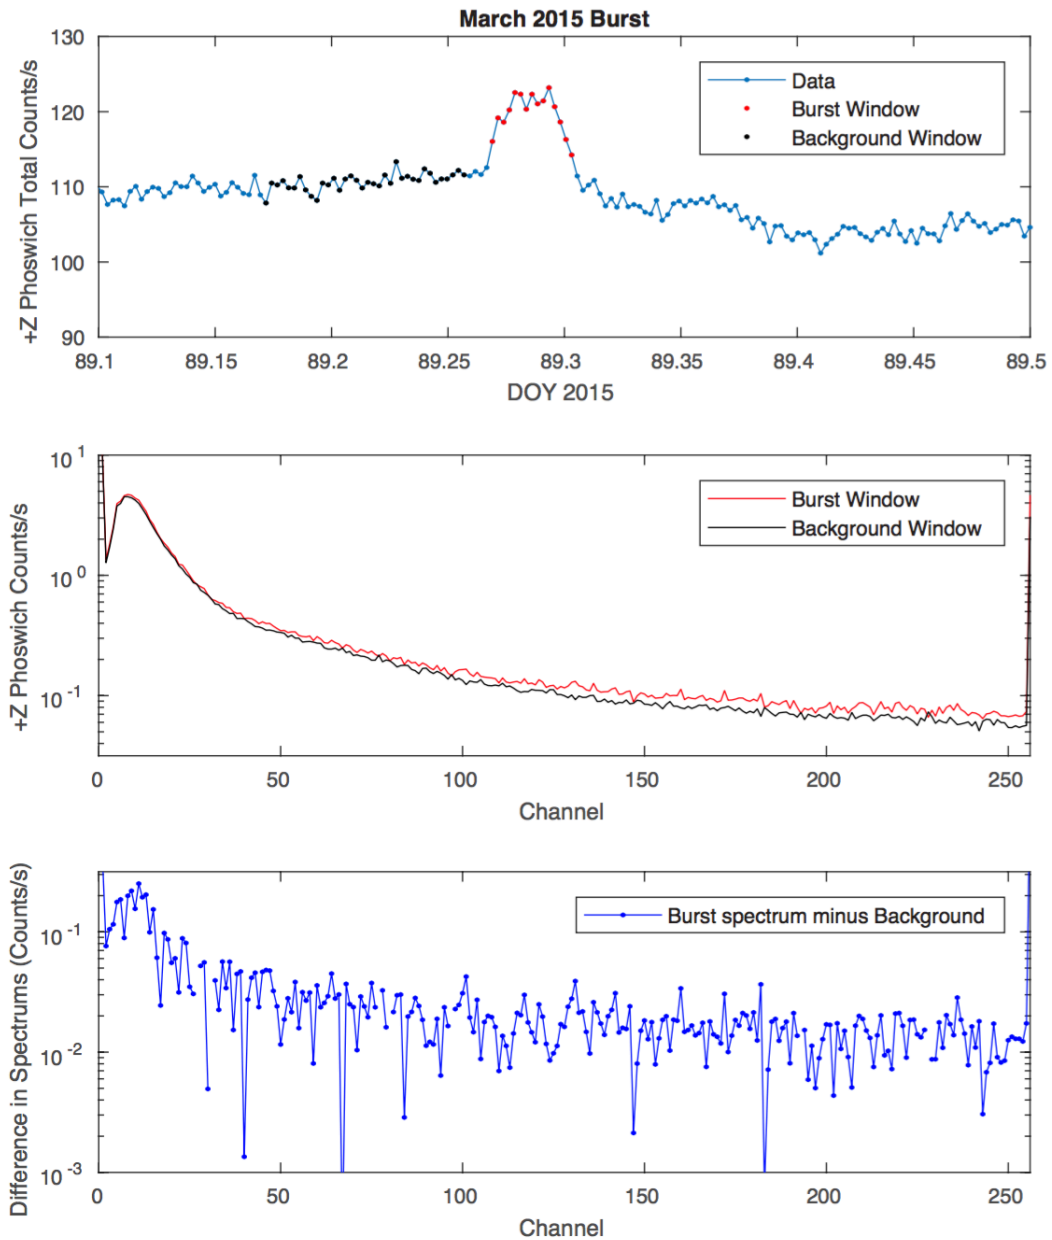 March 2015 Burst
+Z Phoswich Total Counts/s
130
120
110
100
90
Data
Burst Window
Background Window
89.1 89.15 89.2 89.25 89.3 89.35 89.4 89.45 89.5
DOY 2015
+Z Phoswich Counts/s
10^1
10^0
10^-1
Burst Window
Background Window
0 50 100 150 200 250
Channel
Difference in Spectrums (Counts/s)
10^-1
10^-2
10^-3
Burst spectrum minus Background
0 50 100 150 200 250
Channel